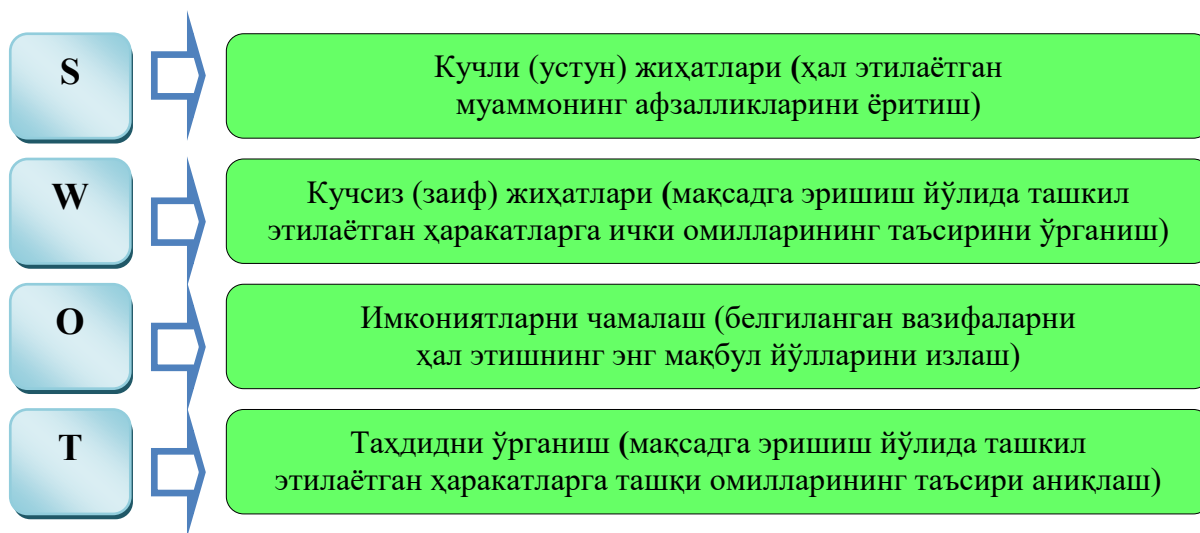 S
Кучли (устун) жиҳатлари (ҳал этилаётган
муаммонинг афзалликларини ёритиш)
W
Кучсиз (заиф) жиҳатлари (мақсадга эришиш йўлида ташкил
этилаётган ҳаракатларга ички омилларининг таъсирини ўрганиш)
O
Имкониятларни чамалаш (белгиланган вазифаларни
ҳал этишнинг энг мақбул йўлларини излаш)
T
Таҳдидни ўрганиш (мақсадга эришиш йўлида ташкил
этилаётган ҳаракатларга ташқи омилларининг таъсири аниқлаш)